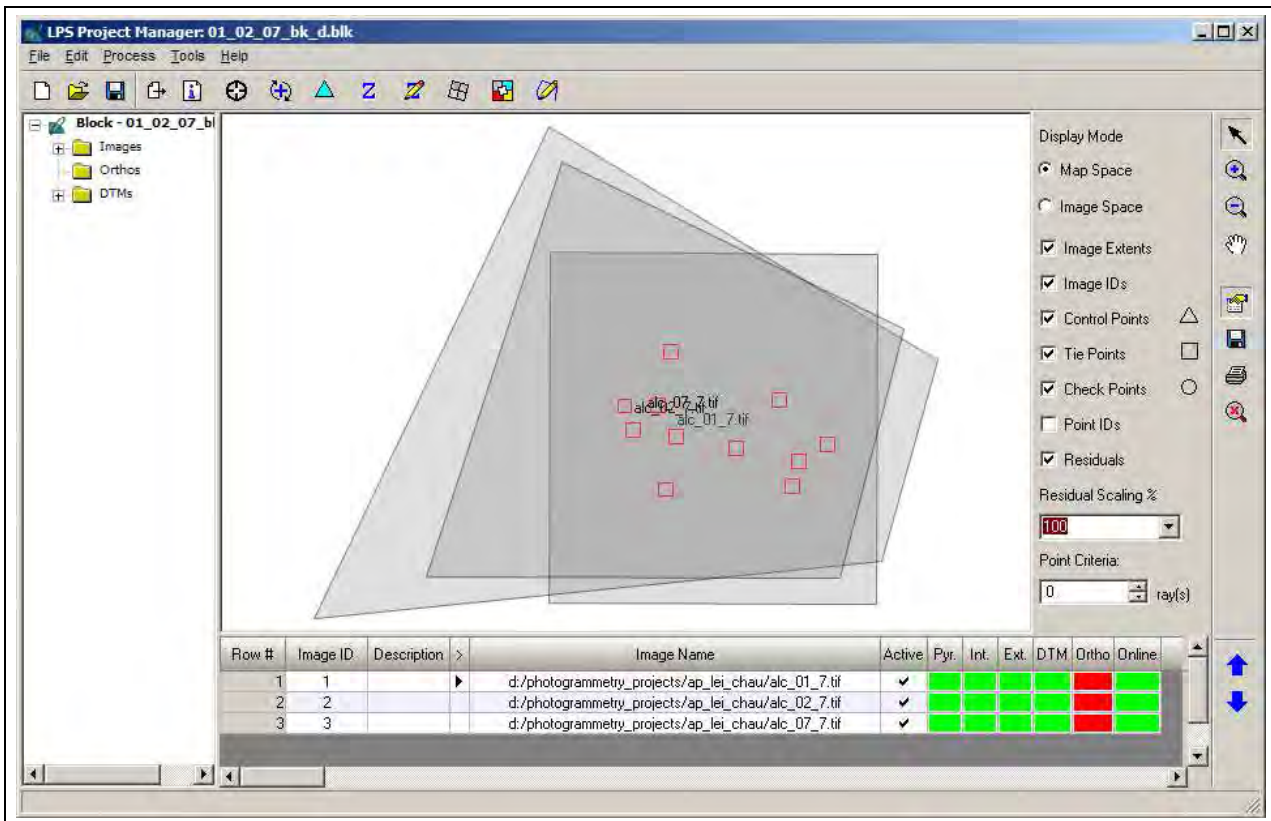 LPS Project Manager: 01_02_07_bk_d.blk
File Edit Process Tools Help
Block - 01_02_07_bl
Images
Orthos
DTMs
alc_07_7.tif
alc_02_7.tif
alc_01_7.tif
Display Mode
Map Space
Image Space
Image Extents
Image IDs
Control Points
Tie Points
Check Points
Point IDs
Residuals
Residual Scaling %
100
Point Criteria:
0 ray(s)
Row # Image ID Description > Image Name Active Pyr. Int. Ext. DTM Ortho Online
1 1 d:/photogrammetry_projects/ap_lei_chau/alc_01_7.tif
2 2 d:/photogrammetry_projects/ap_lei_chau/alc_02_7.tif
3 3 d:/photogrammetry_projects/ap_lei_chau/alc_07_7.tif